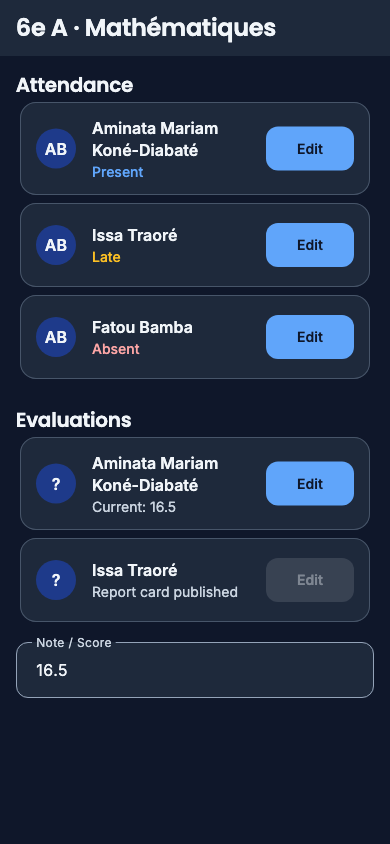 6e A · Mathématiques
Attendance
AB
Aminata Mariam
Koné-Diabaté
Present
Edit
AB
Issa Traoré
Late
Edit
AB
Fatou Bamba
Absent
Edit
Evaluations
?
Aminata Mariam
Koné-Diabaté
Current: 16.5
Edit
?
Issa Traoré
Report card published
Edit
Note / Score
16.5